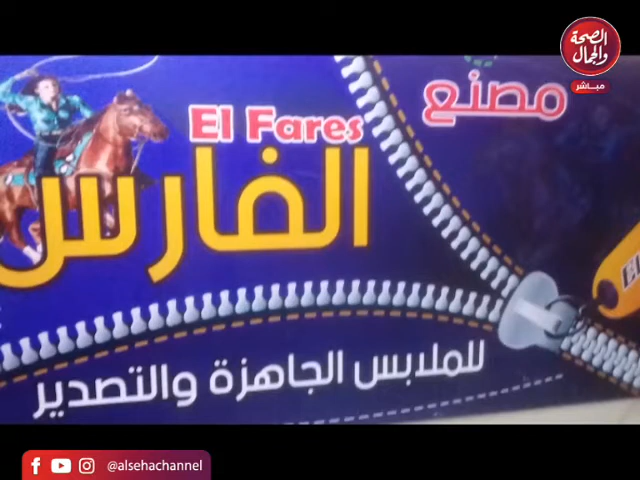 الصحة
والجمال
مباشر
مصنع
El Fares
الفارس
للملابس الجاهزة والتصدير
@alsehachannel